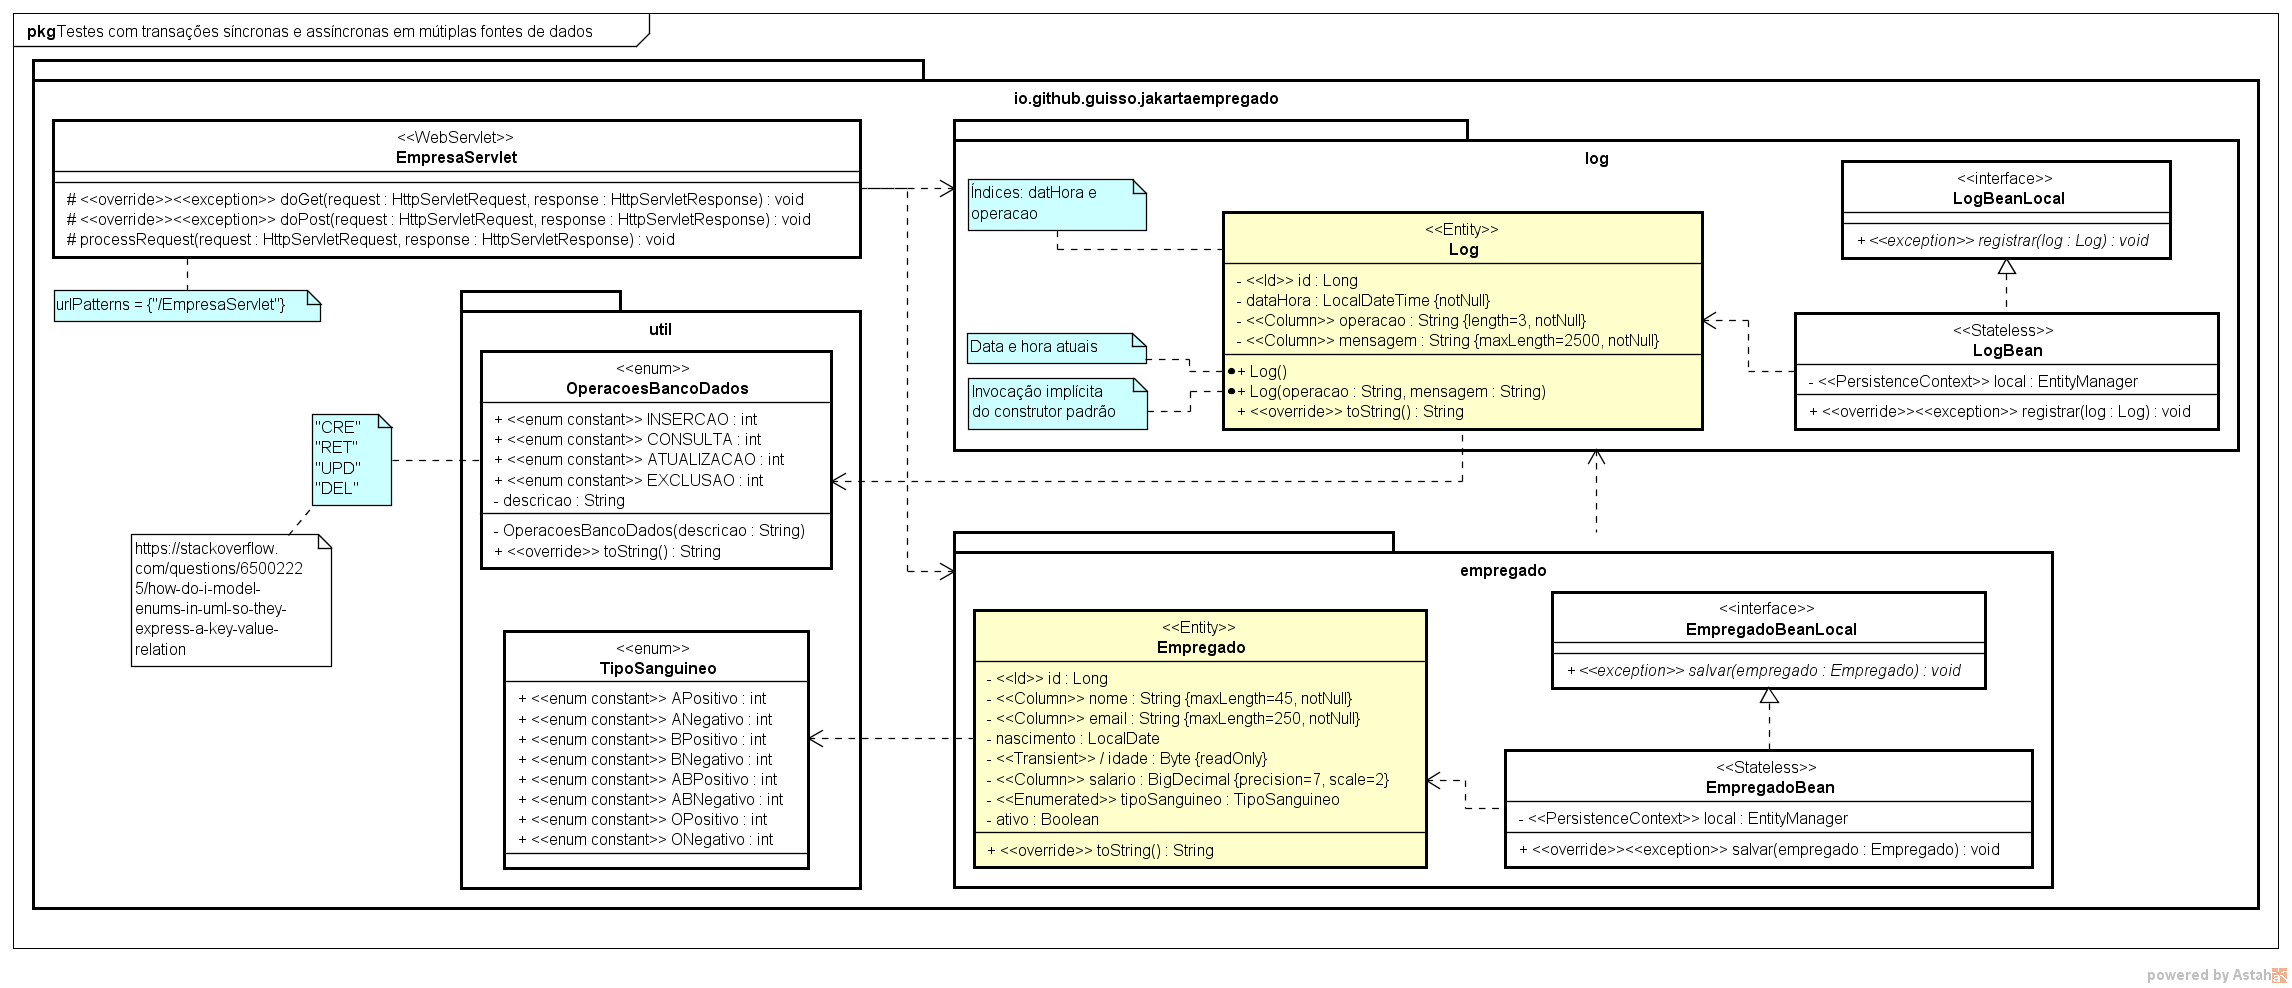 pkgTestes com transações síncronas e assíncronas em mútiplas fontes de dados
io.github.guisso.jakartaempregado
<<WebServlet>>
EmpresaServlet
# <<override>><<exception>> doGet(request : HttpServletRequest, response : HttpServletResponse) : void
# <<override>><<exception>> doPost(request : HttpServletRequest, response : HttpServletResponse) : void
# processRequest(request : HttpServletRequest, response : HttpServletResponse) : void
urlPatterns = {"/EmpresaServlet"}
util
<<enum>>
OperacoesBancoDados
+ <<enum constant>> INSERCAO : int
+ <<enum constant>> CONSULTA : int
+ <<enum constant>> ATUALIZACAO : int
+ <<enum constant>> EXCLUSAO : int
- descricao : String
- OperacoesBancoDados(descricao : String)
+ <<override>> toString() : String
"CRE"
"RET"
"UPD"
"DEL"
https://stackoverflow.
com/questions/6500222
5/how-do-i-model-
enums-in-uml-so-they-
express-a-key-value-
relation
<<enum>>
TipoSanguineo
+ <<enum constant>> APositivo : int
+ <<enum constant>> ANegativo : int
+ <<enum constant>> BPositivo : int
+ <<enum constant>> BNegativo : int
+ <<enum constant>> ABPositivo : int
+ <<enum constant>> ABNegativo : int
+ <<enum constant>> OPositivo : int
+ <<enum constant>> ONegativo : int
log
Índices: datHora e
operacao
<<Entity>>
Log
- <<Id>> id : Long
- dataHora : LocalDateTime {notNull}
- <<Column>> operacao : String {length=3, notNull}
- <<Column>> mensagem : String {maxLength=2500, notNull}
+ Log()
+ Log(operacao : String, mensagem : String)
+ <<override>> toString() : String
Data e hora atuais
Invocação implícita
do construtor padrão
<<interface>>
LogBeanLocal
+ <<exception>> registrar(log : Log) : void
<<Stateless>>
LogBean
- <<PersistenceContext>> local : EntityManager
+ <<override>><<exception>> registrar(log : Log) : void
empregado
<<Entity>>
Empregado
- <<Id>> id : Long
- <<Column>> nome : String {maxLength=45, notNull}
- <<Column>> email : String {maxLength=250, notNull}
- nascimento : LocalDate
- <<Transient>> / idade : Byte {readOnly}
- <<Column>> salario : BigDecimal {precision=7, scale=2}
- <<Enumerated>> tipoSanguineo : TipoSanguineo
- ativo : Boolean
+ <<override>> toString() : String
<<interface>>
EmpregadoBeanLocal
+ <<exception>> salvar(empregado : Empregado) : void
<<Stateless>>
EmpregadoBean
- <<PersistenceContext>> local : EntityManager
+ <<override>><<exception>> salvar(empregado : Empregado) : void
powered by Astah